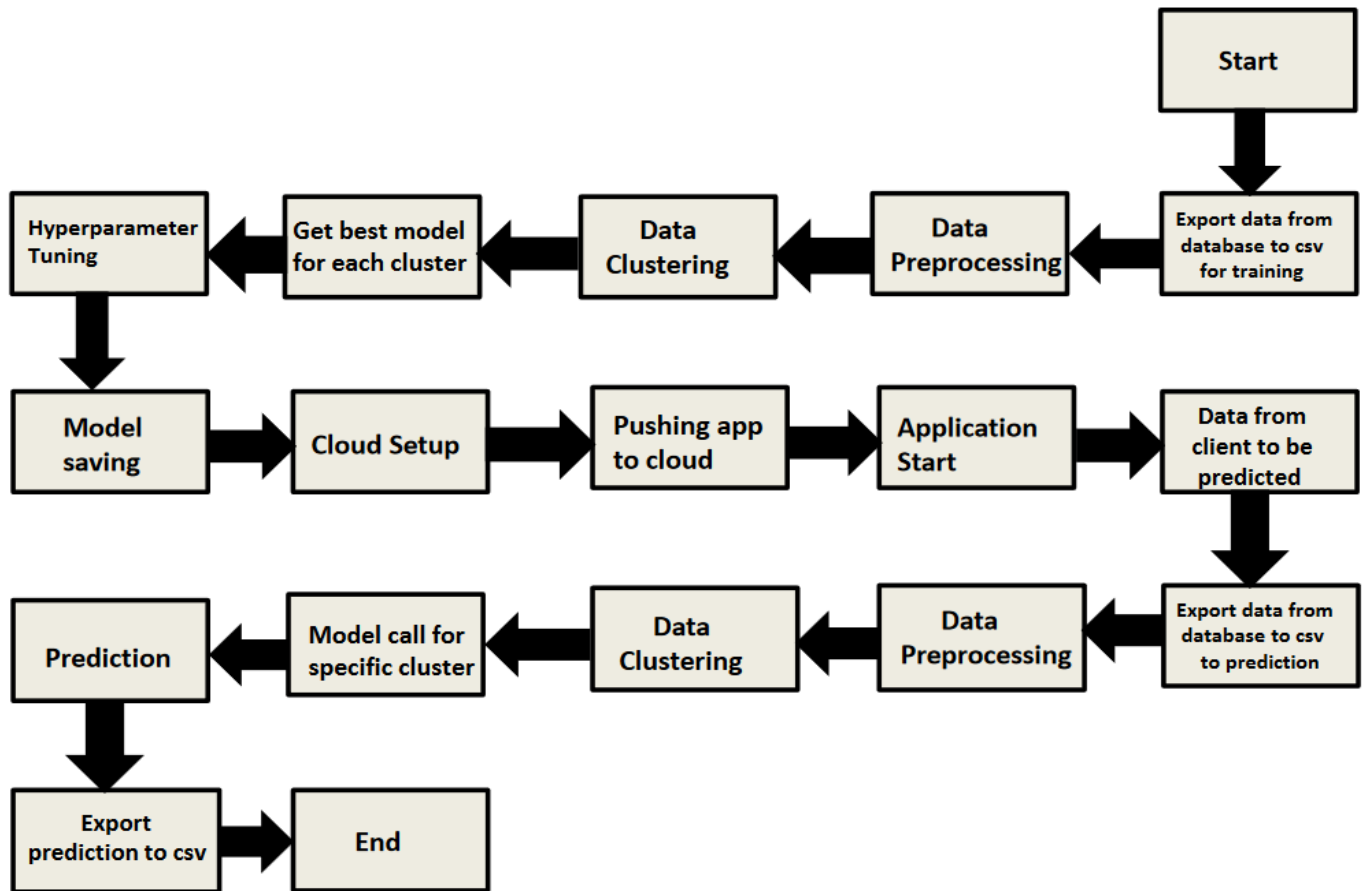 Start
Export data from
database to csv
for training
Data
Preprocessing
Data
Clustering
Get best model
for each cluster
Hyperparameter
Tuning
Model
saving
Cloud Setup
Pushing app
to cloud
Application
Start
Data from
client to be
predicted
Export data from
database to csv
to prediction
Data
Preprocessing
Data
Clustering
Model call for
specific cluster
Prediction
Export
prediction to csv
End